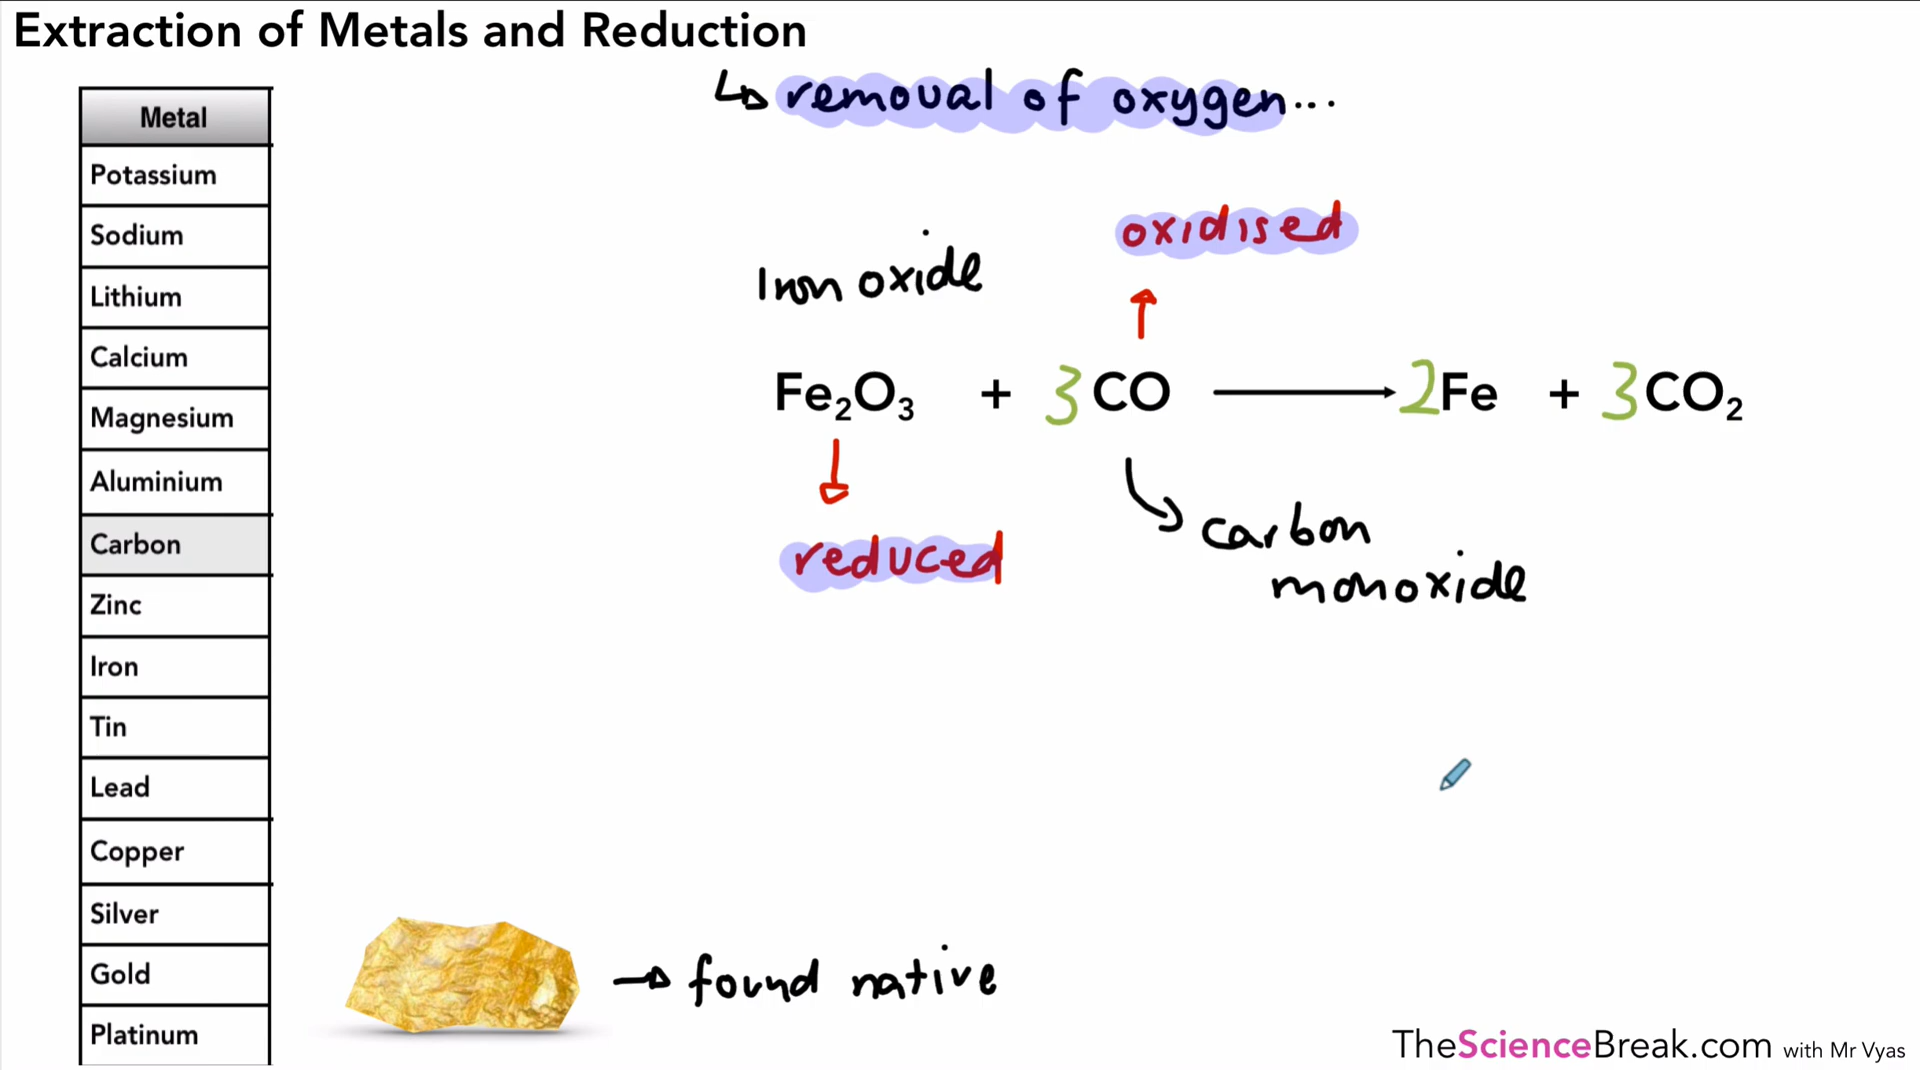 Extraction of Metals and Reduction
↳ removal of oxygen...
Metal
Potassium
Sodium
Lithium
Calcium
Magnesium
Aluminium
Carbon
Zinc
Iron
Tin
Lead
Copper
Silver
Gold
Platinum
oxidised
Iron oxide
Fe₂O₃ + 3CO → 2Fe + 3CO₂
reduced
carbon
monoxide
→ found native
TheScienceBreak.com with Mr Vyas